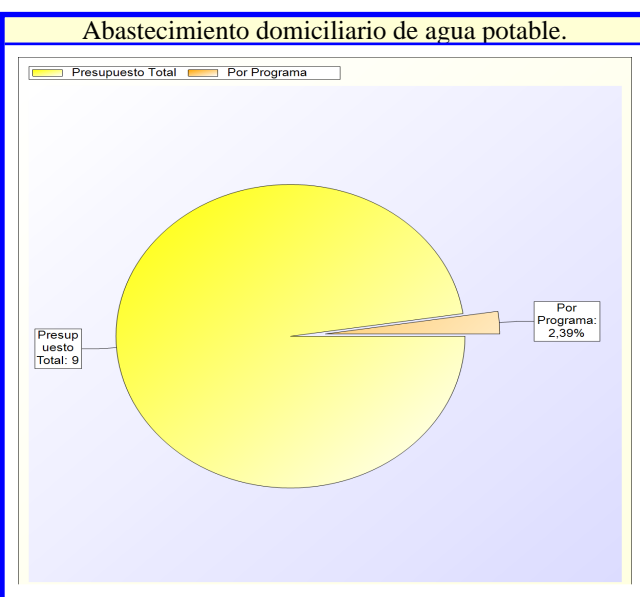 Abastecimiento domiciliario de agua potable.
Presupuesto Total Por Programa
Por
Programa:
2,39%
Presup
uesto
Total: 9